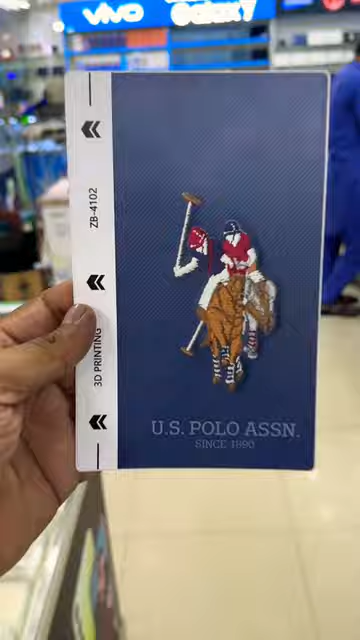 vivo
Galaxy
ZB-4102
3D PRINTING
U.S. POLO ASSN.
SINCE 1890